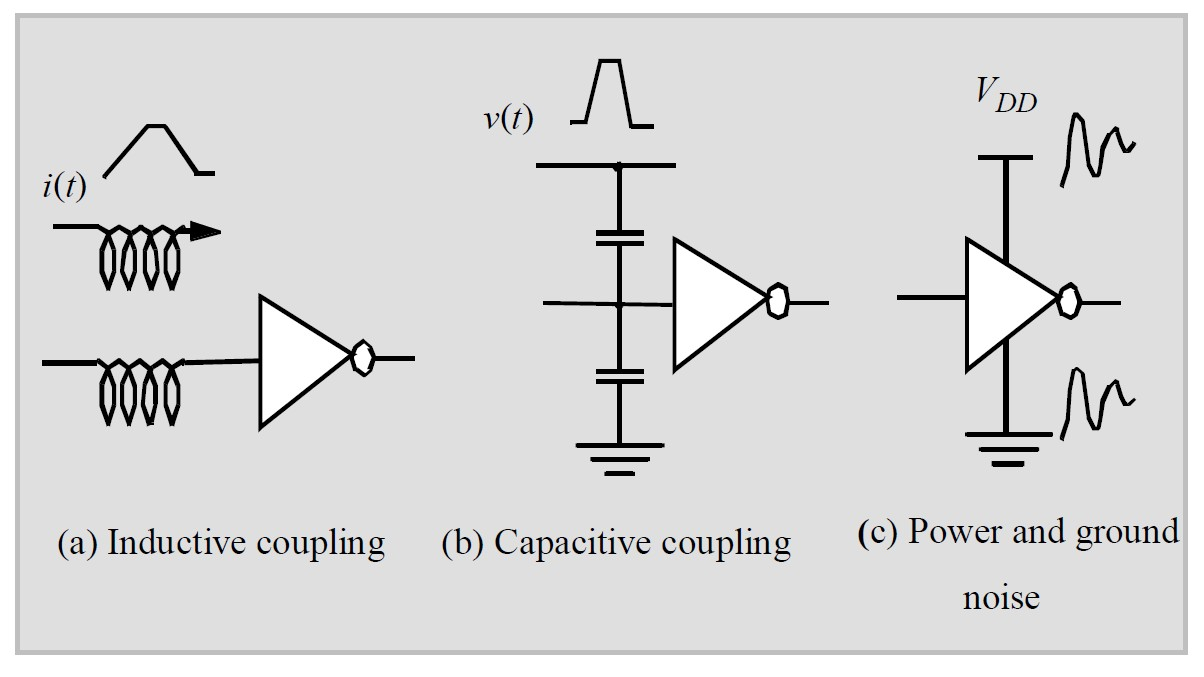 i(t)
v(t)
VDD
(a) Inductive coupling
(b) Capacitive coupling
(c) Power and ground
noise